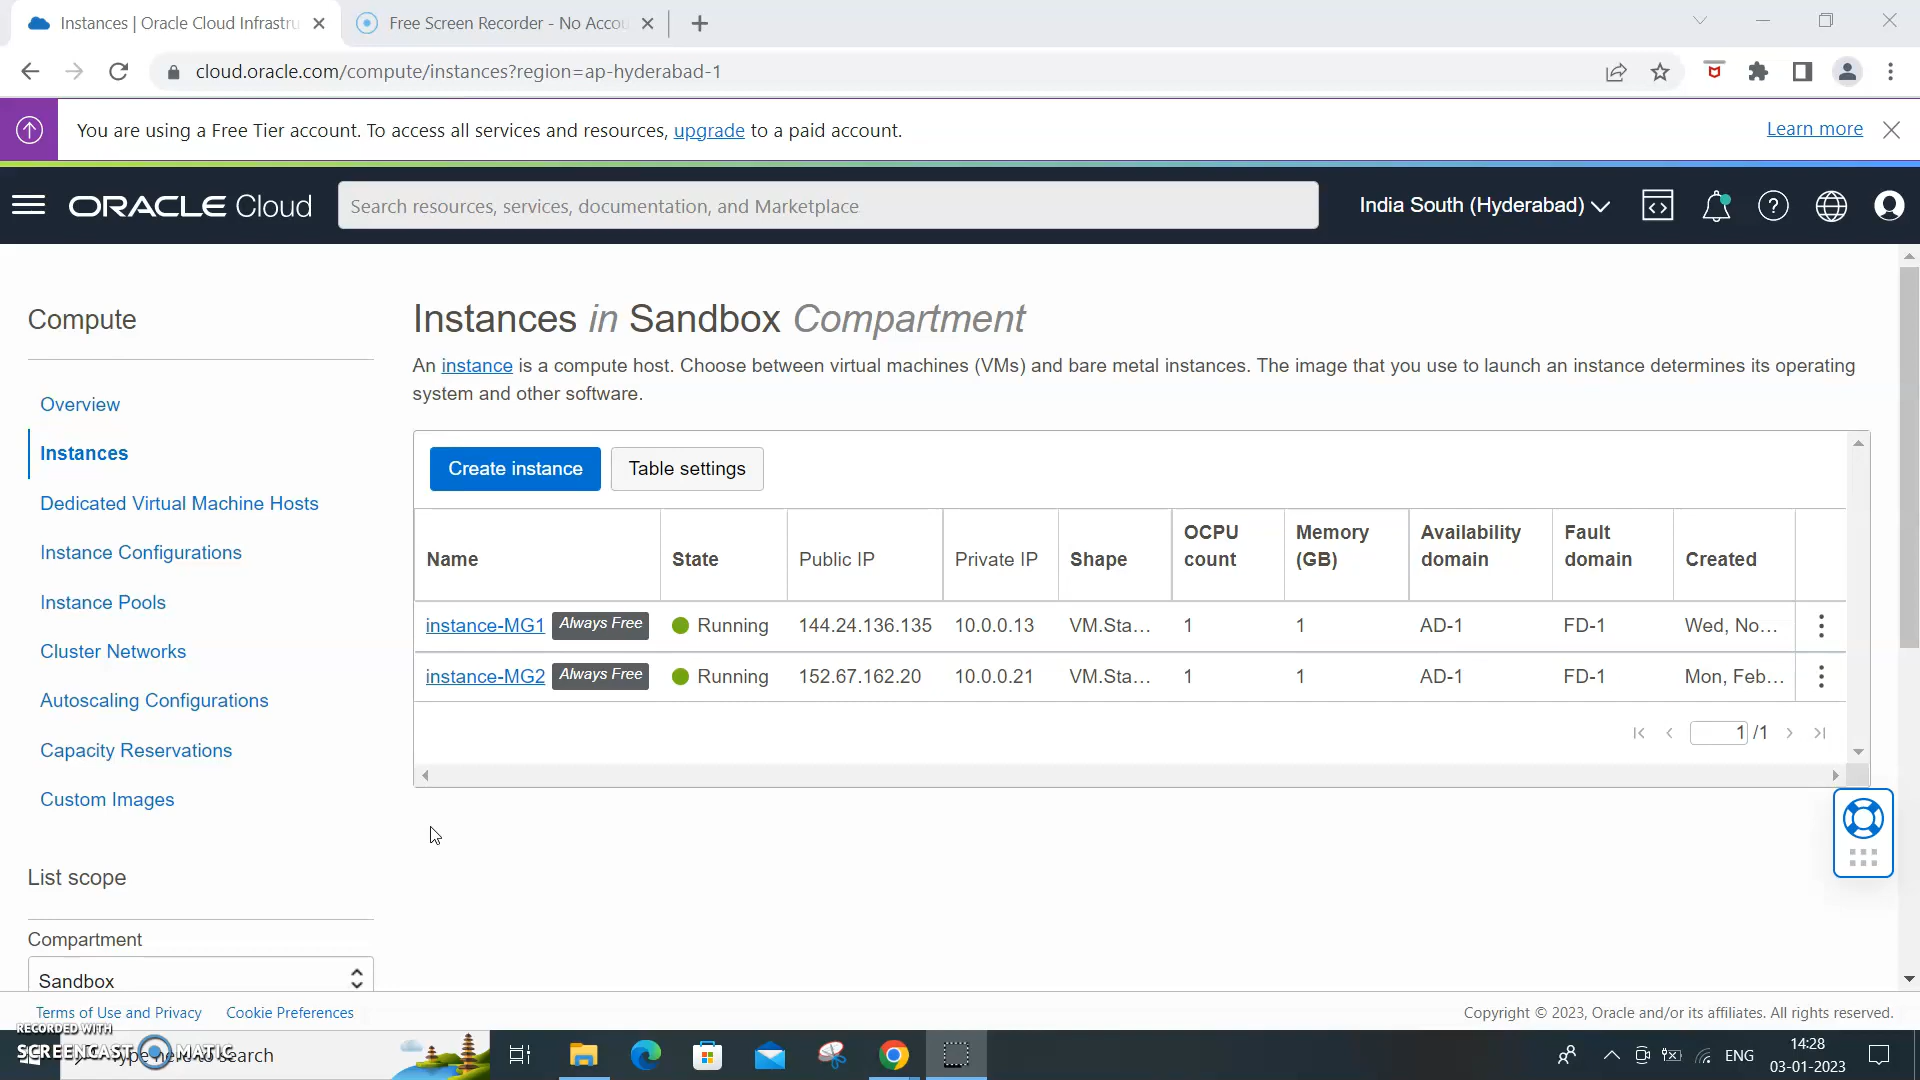 Instances | Oracle Cloud Infrastru
Free Screen Recorder - No Accou
cloud.oracle.com/compute/instances?region=ap-hyderabad-1
You are using a Free Tier account. To access all services and resources, upgrade to a paid account.
Learn more
ORACLE Cloud
Search resources, services, documentation, and Marketplace
India South (Hyderabad)
Compute
Overview
Instances
Dedicated Virtual Machine Hosts
Instance Configurations
Instance Pools
Cluster Networks
Autoscaling Configurations
Capacity Reservations
Custom Images
List scope
Compartment
Sandbox
Instances in Sandbox Compartment
An instance is a compute host. Choose between virtual machines (VMs) and bare metal instances. The image that you use to launch an instance determines its operating
system and other software.
Create instance
Table settings
Name State Public IP Private IP Shape OCPU count Memory (GB) Availability domain Fault domain Created
instance-MG1 Always Free Running 144.24.136.135 10.0.0.13 VM.Sta... 1 1 AD-1 FD-1 Wed, No...
instance-MG2 Always Free Running 152.67.162.20 10.0.0.21 VM.Sta... 1 1 AD-1 FD-1 Mon, Feb...
1 /1
Terms of Use and Privacy
Cookie Preferences
Copyright © 2023, Oracle and/or its affiliates. All rights reserved.
RECORDED WITH
SCREENCAST MATIC
Type here to search
ENG
14:28
03-01-2023